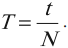 T = t/N.